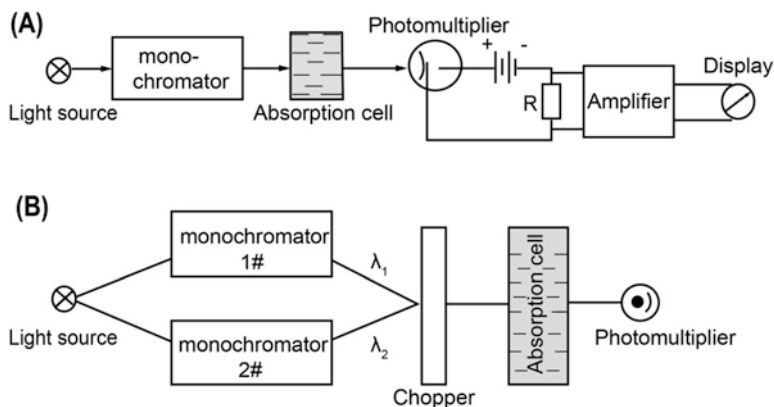 (A)
Photomultiplier
mono-
chromator
+ -
Display
R
Amplifier
Light source
Absorption cell
(B)
monochromator
1#
λ1
Absorption cell
Light source
Photomultiplier
λ2
monochromator
2#
Chopper